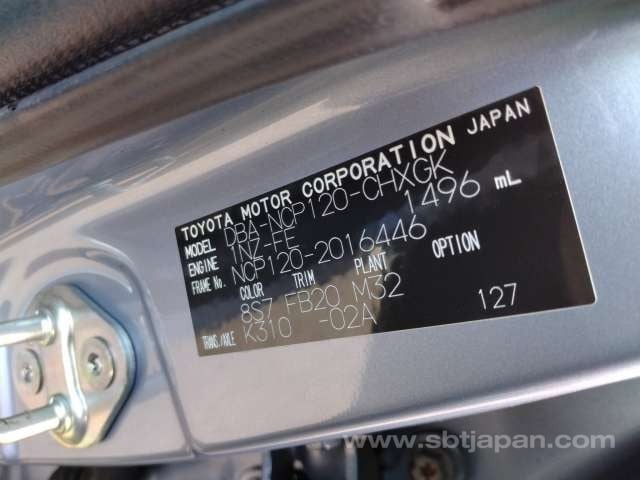 TOYOTA MOTOR CORPORATION JAPAN
MODEL DBA-NCP120-CHXGK
ENGINE 1NZ-FE 1496 mL
FRAME No. NCP120-2016446
COLOR TRIM PLANT OPTION
8S7 FB20 M32
TRANS./AXLE K310 -02A 127
www.sbtjapan.com